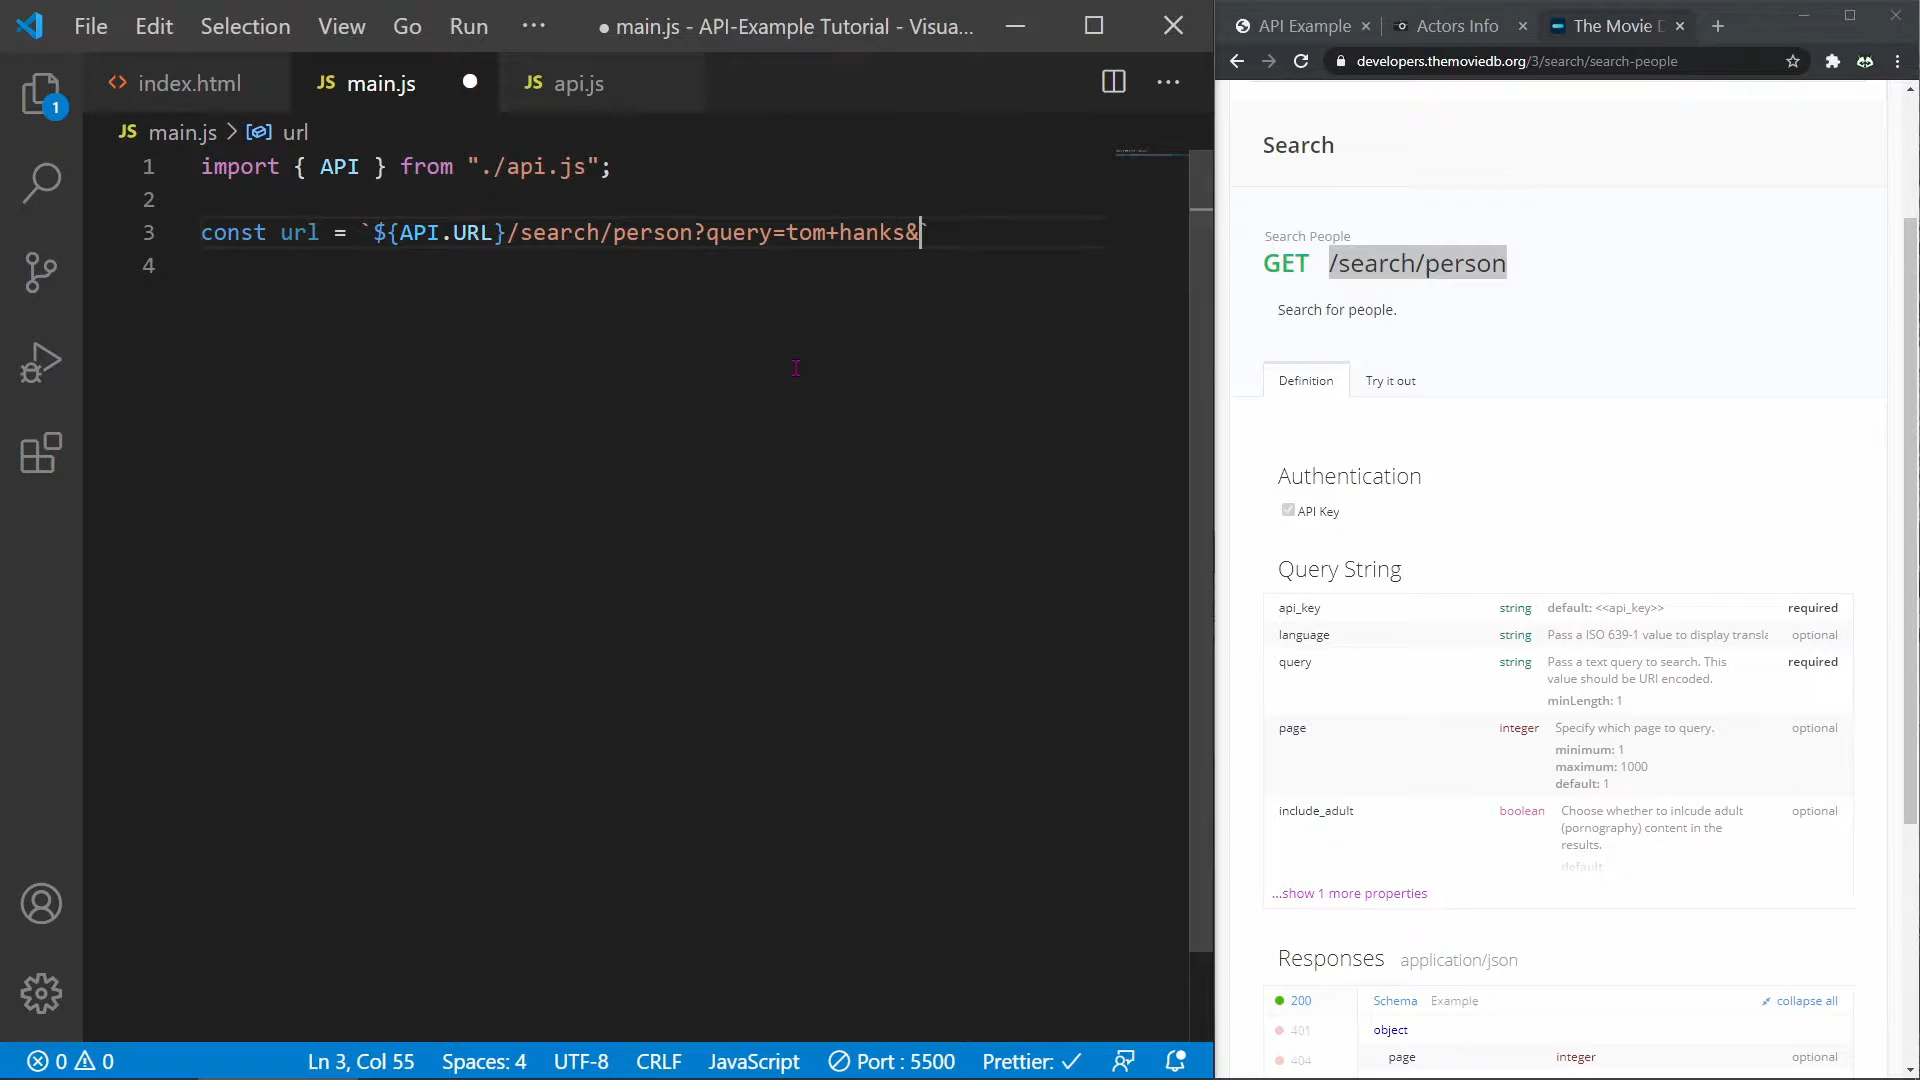 File Edit Selection View Go Run ··· ● main.js - API-Example Tutorial - Visua...
index.html JS main.js ● JS api.js
JS main.js > url
1 import { API } from "./api.js";
2
3 const url = `${API.URL}/search/person?query=tom+hanks&`
4
1
0 0 Ln 3, Col 55 Spaces: 4 UTF-8 CRLF JavaScript Port : 5500 Prettier: ✓
API Example × Actors Info × The Movie × +
developers.themoviedb.org/3/search/search-people
Search
Search People
GET /search/person
Search for people.
Definition Try it out
Authentication
API Key
Query String
api_key string default: <<api_key>> required
language string Pass a ISO 639-1 value to display transla optional
query string Pass a text query to search. This required
value should be URI encoded.
minLength: 1
page integer Specify which page to query. optional
minimum: 1
maximum: 1000
default: 1
include_adult boolean Choose whether to inlcude adult optional
(pornography) content in the
results.
default
...show 1 more properties
Responses application/json
200 Schema Example collapse all
401 object
404 page integer optional